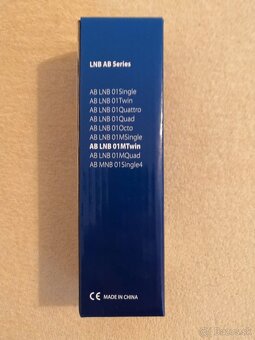 LNB AB Series
AB LNB 01Single
AB LNB 01Twin
AB LNB 01Quattro
AB LNB 01Quad
AB LNB 01Octo
AB LNB 01MSingle
AB LNB 01MTwin
AB LNB 01MQuad
AB MNB 01Single4
CE MADE IN CHINA